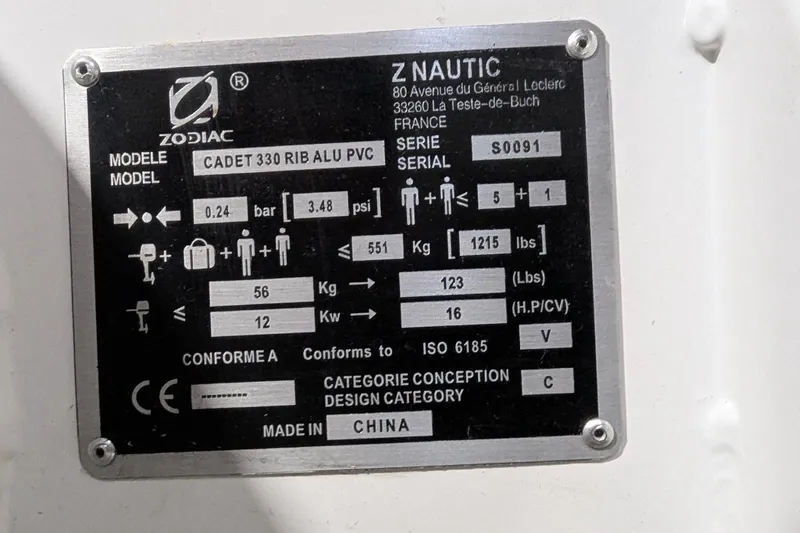 ®
ZODIAC
Z NAUTIC
80 Avenue du Général Leclerc
33260 La Teste-de-Buch
FRANCE
MODELE
MODEL
CADET 330 RIB ALU PVC
SERIE
SERIAL
S0091
0.24 bar [ 3.48 psi ]
+ ≤ 5 + 1
+ + + ≤ 551 Kg [ 1215 lbs ]
≤ 56 Kg → 123 (Lbs)
12 Kw → 16 (H.P/CV)
CONFORME A Conforms to ISO 6185 V
CE ---------
CATEGORIE CONCEPTION
DESIGN CATEGORY
C
MADE IN CHINA